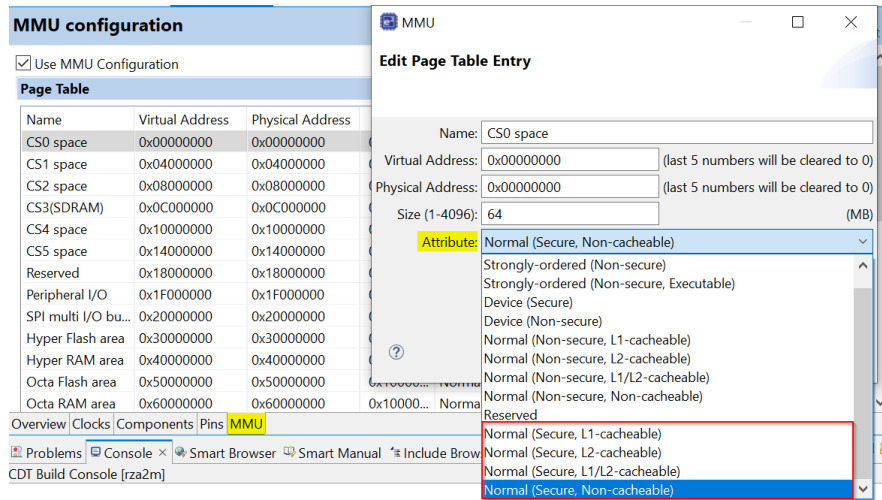 MMU configuration
Use MMU Configuration
Page Table
Name Virtual Address Physical Address
CS0 space 0x00000000 0x00000000
CS1 space 0x04000000 0x04000000
CS2 space 0x08000000 0x08000000
CS3(SDRAM) 0x0C000000 0x0C000000
CS4 space 0x10000000 0x10000000
CS5 space 0x14000000 0x14000000
Reserved 0x18000000 0x18000000
Peripheral I/O 0x1F000000 0x1F000000
SPI multi I/O bu... 0x20000000 0x20000000
Hyper Flash area 0x30000000 0x30000000
Hyper RAM area 0x40000000 0x40000000
Octa Flash area 0x50000000 0x50000000
Octa RAM area 0x60000000 0x60000000 0x10000... Norma
Overview Clocks Components Pins MMU
Problems Console Smart Browser Smart Manual Include Brow
CDT Build Console [rza2m]
MMU
Edit Page Table Entry
Name: CS0 space
Virtual Address: 0x00000000 (last 5 numbers will be cleared to 0)
Physical Address: 0x00000000 (last 5 numbers will be cleared to 0)
Size (1-4096): 64 (MB)
Attribute: Normal (Secure, Non-cacheable)
Strongly-ordered (Non-secure)
Strongly-ordered (Non-secure, Executable)
Device (Secure)
Device (Non-secure)
Normal (Non-secure, L1-cacheable)
Normal (Non-secure, L2-cacheable)
Normal (Non-secure, L1/L2-cacheable)
Normal (Non-secure, Non-cacheable)
Reserved
Normal (Secure, L1-cacheable)
Normal (Secure, L2-cacheable)
Normal (Secure, L1/L2-cacheable)
Normal (Secure, Non-cacheable)